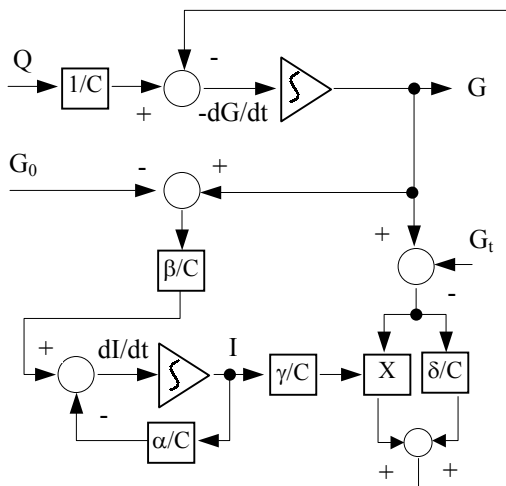 -
Q
1/C
+
-dG/dt
G
G₀
-
+
+
Gₜ
β/C
-
dI/dt
I
+
γ/C
X
δ/C
-
α/C
+
+